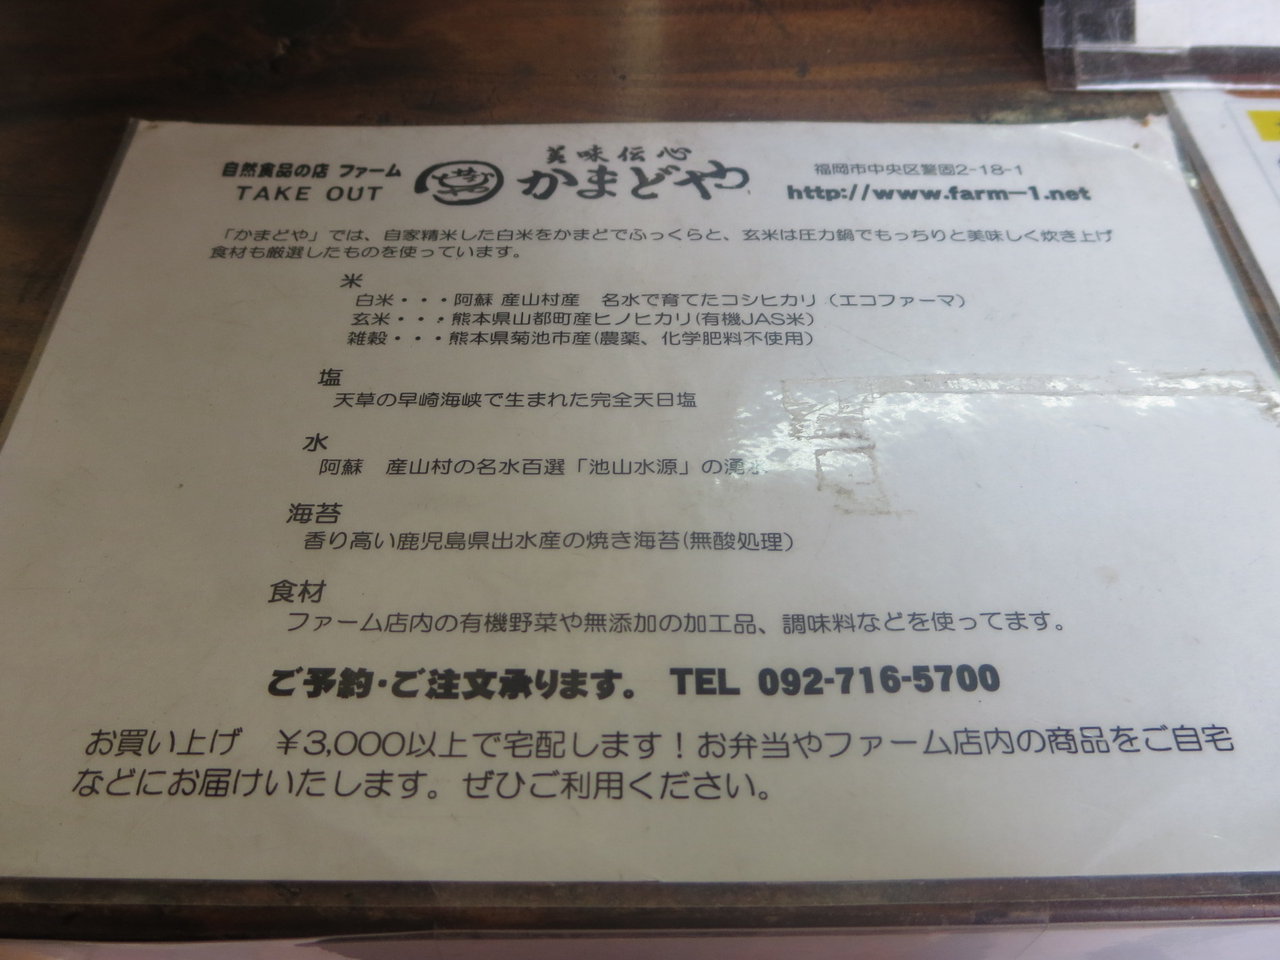 自然食品の店 ファーム
TAKE OUT
美味伝心
かまどや
福岡市中央区警固2-18-1
http://www.farm-1.net
「かまどや」では、自家精米した白米をかまどでふっくらと、玄米は圧力鍋でもっちりと美味しく炊き上げ
食材も厳選したものを使っています。
米
白米・・・阿蘇 産山村産　名水で育てたコシヒカリ（エコファーマ）
玄米・・・熊本県山都町産ヒノヒカリ(有機JAS米)
雑穀・・・熊本県菊池市産(農薬、化学肥料不使用)
塩
天草の早崎海峡で生まれた完全天日塩
水
阿蘇　産山村の名水百選「池山水源」の湧水
海苔
香り高い鹿児島県出水産の焼き海苔(無酸処理)
食材
ファーム店内の有機野菜や無添加の加工品、調味料などを使ってます。
ご予約・ご注文承ります。 TEL 092-716-5700
お買い上げ　￥3,000以上で宅配します！お弁当やファーム店内の商品をご自宅
などにお届けいたします。ぜひご利用ください。